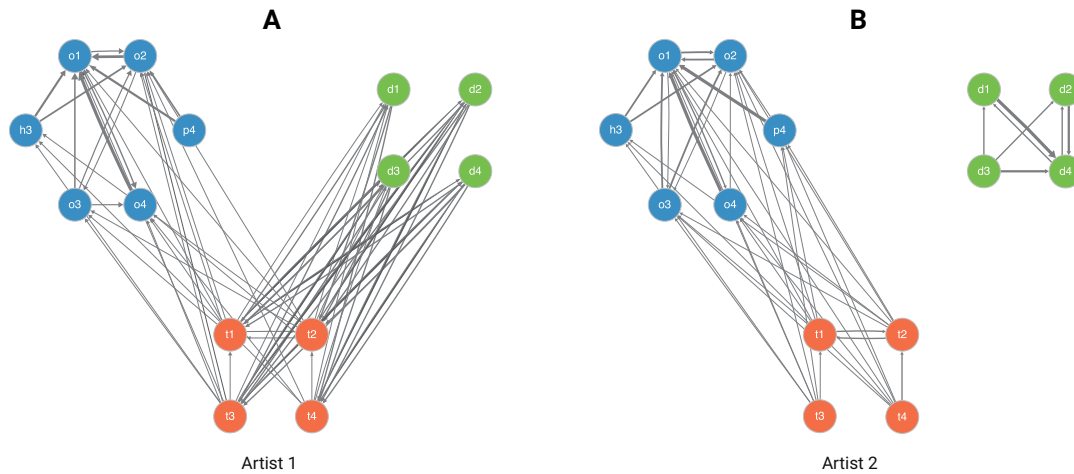 A
B
o1 o2
o1 o2
d1 d2
d1 d2
h3 p4
h3 p4
d3 d4
d3 d4
o3 o4
o3 o4
t1 t2
t1 t2
t3 t4
t3 t4
Artist 1
Artist 2